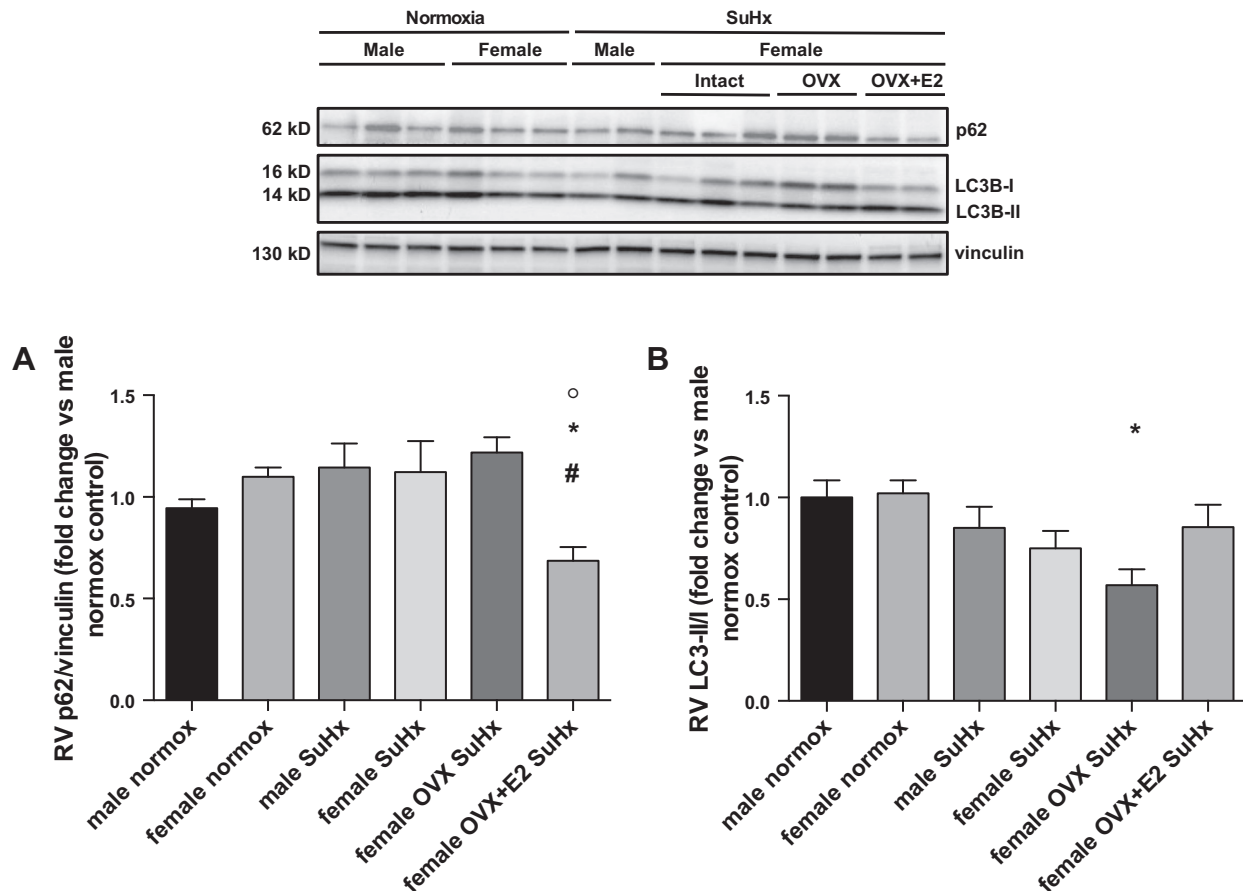 Normoxia SuHx
Male Female Male Female
Intact OVX OVX+E2
62 kD p62
16 kD LC3B-I
14 kD LC3B-II
130 kD vinculin
A
RV p62/vinculin (fold change vs male
normox control)
1.5
1.0
0.5
0.0
○
*
#
male normox
female normox
male SuHx
female SuHx
female OVX SuHx
female OVX+E2 SuHx
B
RV LC3-II/I (fold change vs male
normox control)
1.5
1.0
0.5
0.0
*
male normox
female normox
male SuHx
female SuHx
female OVX SuHx
female OVX+E2 SuHx